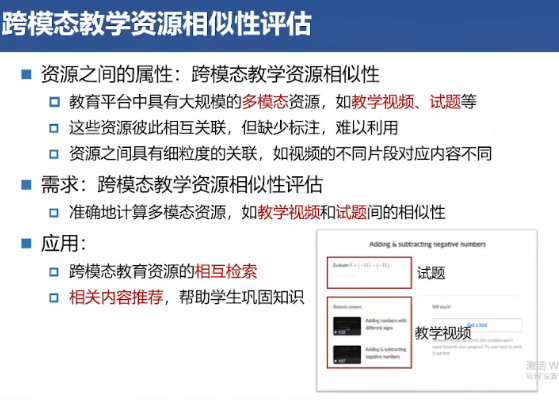 跨模态教学资源相似性评估
资源之间的属性：跨模态教学资源相似性
教育平台中具有大规模的多模态资源，如教学视频、试题等
这些资源彼此相互关联，但缺少标注，难以利用
资源之间具有细粒度的关联，如视频的不同片段对应内容不同
需求：跨模态教学资源相似性评估
准确地计算多模态资源，如教学视频和试题间的相似性
应用：
跨模态教育资源的相互检索
相关内容推荐，帮助学生巩固知识
Adding & subtracting negative numbers
Evaluate
试题
Related content
Still stuck?
Adding numbers with
different signs
Get a hint
教学视频
Adding & subtracting
negative numbers
激活 W